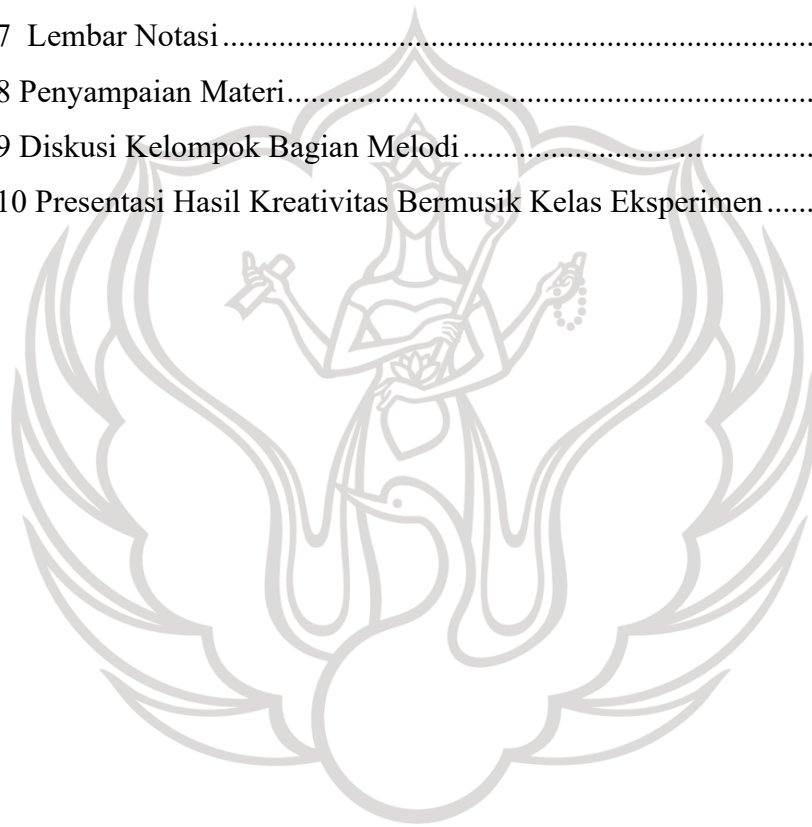 7 Lembar Notasi....................................................................
8 Penyampaian Materi............................................................
9 Diskusi Kelompok Bagian Melodi........................................
10 Presentasi Hasil Kreativitas Bermusik Kelas Eksperimen......